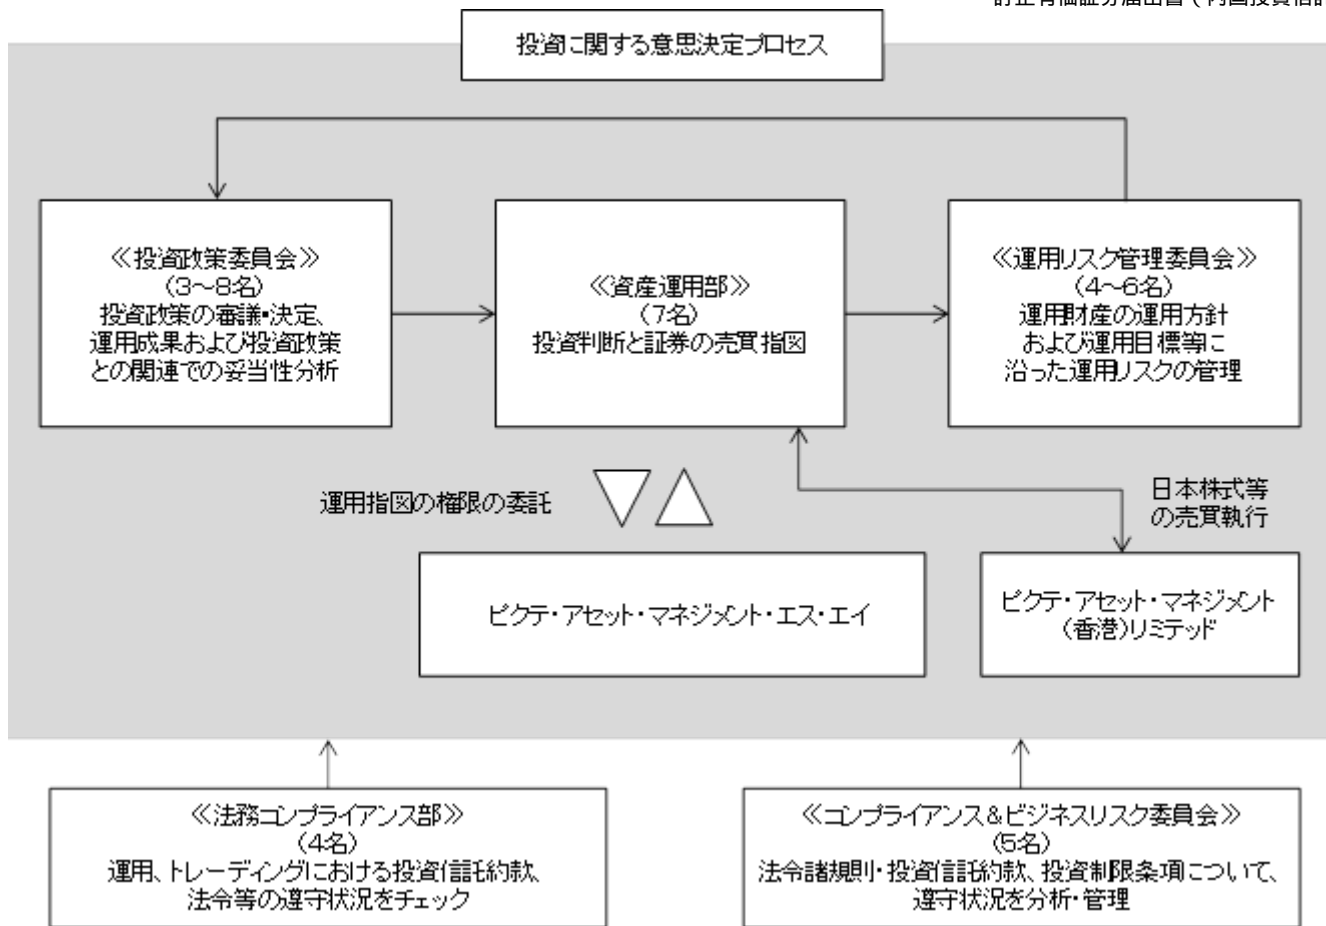 投資に関する意思決定プロセス
≪投資政策委員会≫
(3～8名)
投資政策の審議・決定、
運用成果および投資政策
との関連での妥当性分析
≪資産運用部≫
(7名)
投資判断と証券の売買指図
≪運用リスク管理委員会≫
(4～6名)
運用財産の運用方針
および運用目標等に
沿った運用リスクの管理
運用指図の権限の委託
日本株式等
の売買執行
ピクテ・アセット・マネジメント・エス・エイ
ピクテ・アセット・マネジメント
(香港)リミテッド
≪法務コンプライアンス部≫
(4名)
運用、トレーディングにおける投資信託約款、
法令等の遵守状況をチェック
≪コンプライアンス＆ビジネスリスク委員会≫
(5名)
法令諸規則・投資信託約款、投資制限条項について、
遵守状況を分析・管理